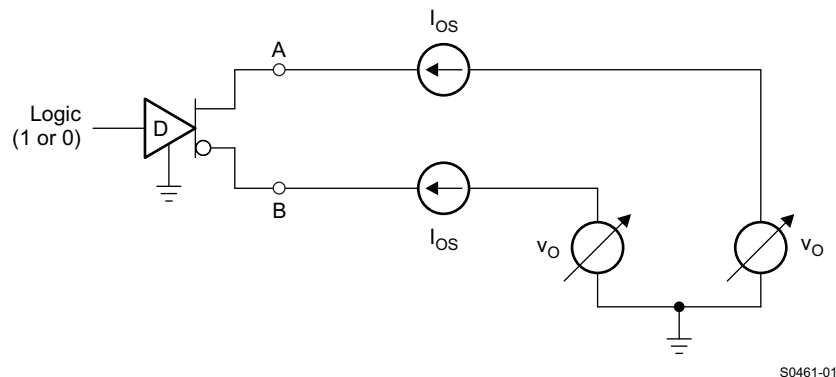 I_OS
A
Logic
(1 or 0)
D
B
I_OS
v_O
v_O
S0461-01